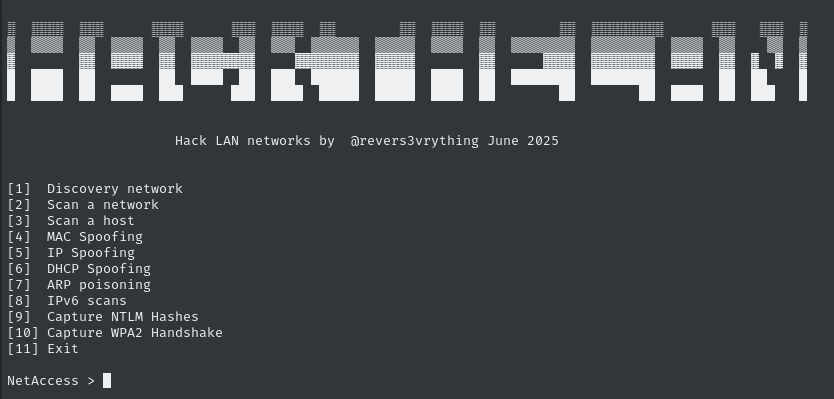 Hack LAN networks by  @revers3vrything June 2025
[1]  Discovery network
[2]  Scan a network
[3]  Scan a host
[4]  MAC Spoofing
[5]  IP Spoofing
[6]  DHCP Spoofing
[7]  ARP poisoning
[8]  IPv6 scans
[9]  Capture NTLM Hashes
[10] Capture WPA2 Handshake
[11] Exit
NetAccess >